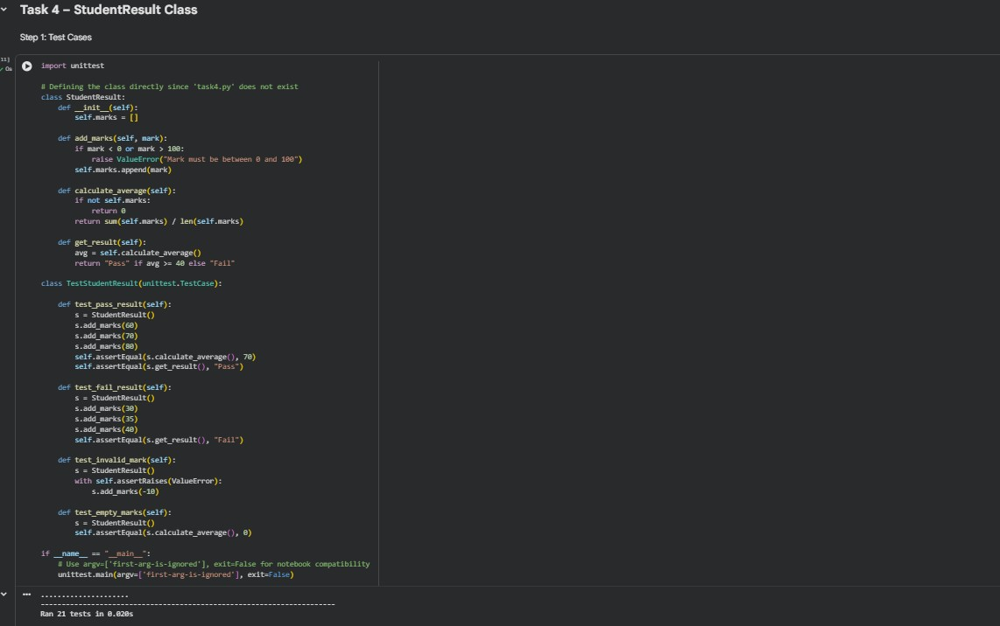 Task 4 – StudentResult Class
Step 1: Test Cases
11]
0s
import unittest
# Defining the class directly since 'task4.py' does not exist
class StudentResult:
    def __init__(self):
        self.marks = []
    def add_marks(self, mark):
        if mark < 0 or mark > 100:
            raise ValueError("Mark must be between 0 and 100")
        self.marks.append(mark)
    def calculate_average(self):
        if not self.marks:
            return 0
        return sum(self.marks) / len(self.marks)
    def get_result(self):
        avg = self.calculate_average()
        return "Pass" if avg >= 40 else "Fail"
class TestStudentResult(unittest.TestCase):
    def test_pass_result(self):
        s = StudentResult()
        s.add_marks(60)
        s.add_marks(70)
        s.add_marks(80)
        self.assertEqual(s.calculate_average(), 70)
        self.assertEqual(s.get_result(), "Pass")
    def test_fail_result(self):
        s = StudentResult()
        s.add_marks(30)
        s.add_marks(35)
        s.add_marks(40)
        self.assertEqual(s.get_result(), "Fail")
    def test_invalid_mark(self):
        s = StudentResult()
        with self.assertRaises(ValueError):
            s.add_marks(-10)
    def test_empty_marks(self):
        s = StudentResult()
        self.assertEqual(s.calculate_average(), 0)
if __name__ == "__main__":
    # Use argv=['first-arg-is-ignored'], exit=False for notebook compatibility
    unittest.main(argv=['first-arg-is-ignored'], exit=False)
.....................
----------------------------------------------------------------------
Ran 21 tests in 0.020s